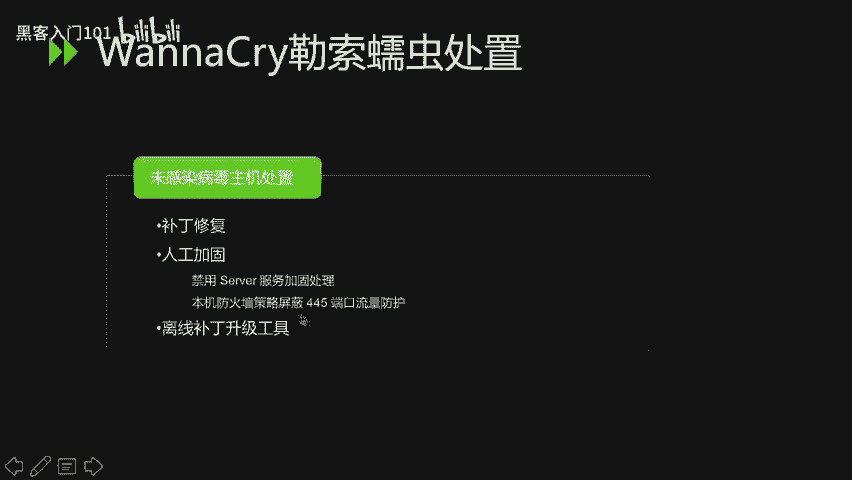 黑客入门101 bilibili
WannaCry勒索蠕虫处置
未感染病毒主机处置
•补丁修复
•人工加固
禁用 Server 服务加固处理
本机防火墙策略屏蔽 445 端口流量防护
•离线补丁升级工具